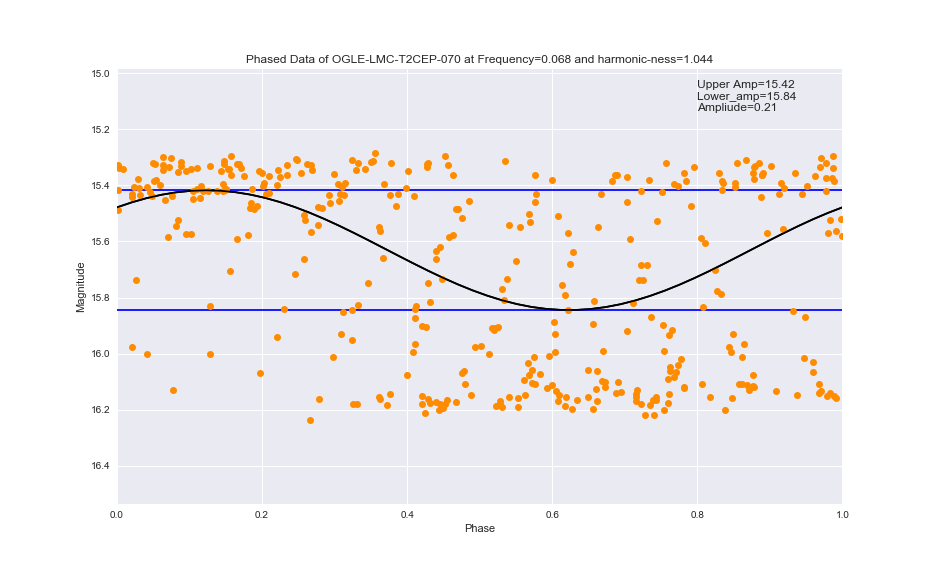 Phased Data of OGLE-LMC-T2CEP-070 at Frequency=0.068 and harmonic-ness=1.044
Upper Amp=15.42
Lower_amp=15.84
Ampliude=0.21
15.0
15.2
15.4
15.6
15.8
16.0
16.2
16.4
Magnitude
0.0 0.2 0.4 0.6 0.8 1.0
Phase